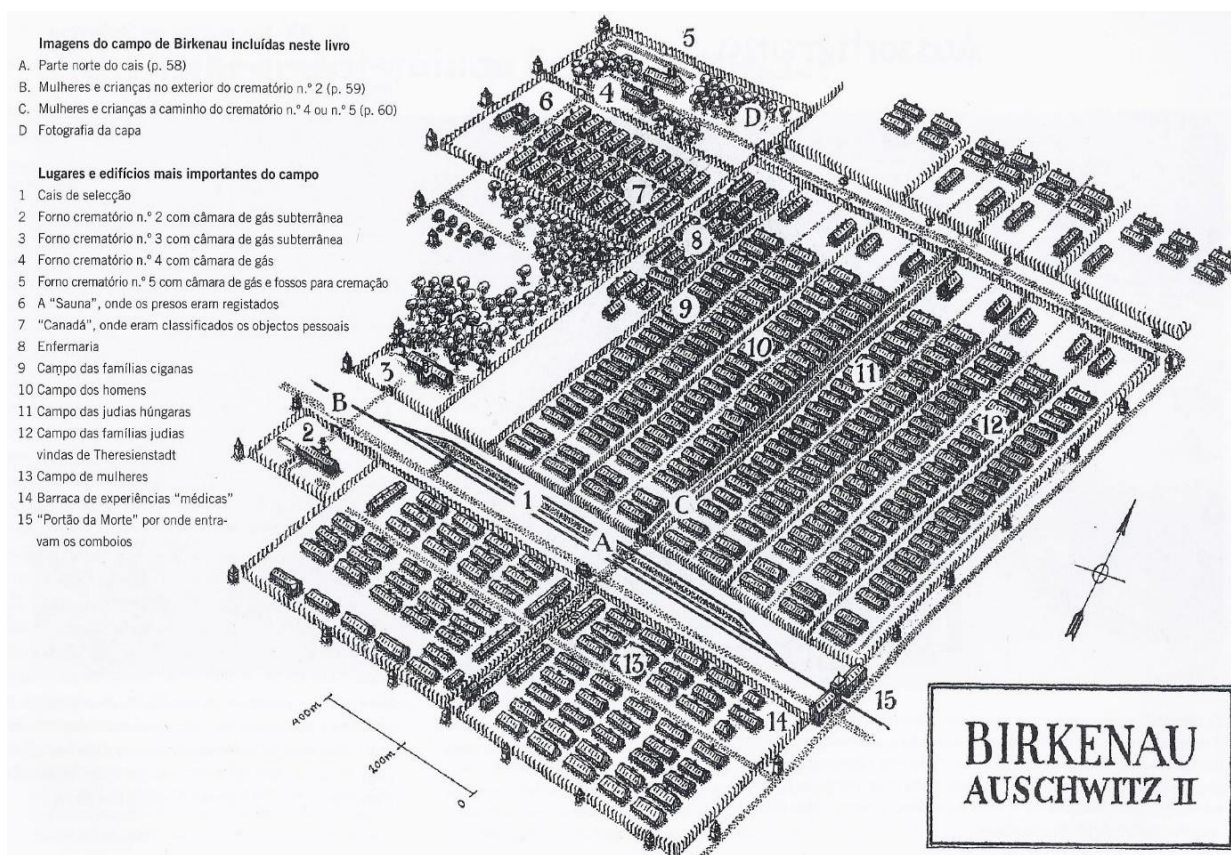 Imagens do campo de Birkenau incluídas neste livro
A. Parte norte do cais (p. 58)
B. Mulheres e crianças no exterior do crematório n.º 2 (p. 59)
C. Mulheres e crianças a caminho do crematório n.º 4 ou n.º 5 (p. 60)
D Fotografia da capa
Lugares e edifícios mais importantes do campo
1 Cais de selecção
2 Forno crematório n.º 2 com câmara de gás subterrânea
3 Forno crematório n.º 3 com câmara de gás subterrânea
4 Forno crematório n.º 4 com câmara de gás
5 Forno crematório n.º 5 com câmara de gás e fossos para cremação
6 A "Sauna", onde os presos eram registados
7 "Canadá", onde eram classificados os objectos pessoais
8 Enfermaria
9 Campo das famílias ciganas
10 Campo dos homens
11 Campo das judias húngaras
12 Campo das famílias judias
vindas de Theresienstadt
13 Campo de mulheres
14 Barraca de experiências "médicas"
15 "Portão da Morte" por onde entra-
vam os comboios
5
6
4
D
7
8
9
10
11
12
3
B
2
1
C
A
13
14
15
400m
200m
0
BIRKENAU
AUSCHWITZ II